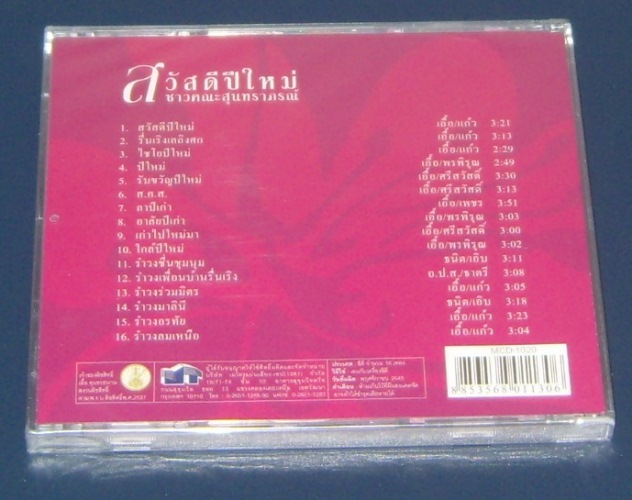 สวัสดีปีใหม่
ชาวคณะสุนทราภรณ์
1. สวัสดีปีใหม่ เอื้อ/แก้ว 3:21
2. รื่นเริงเถลิงศก เอื้อ/แก้ว 3:13
3. ไชโยปีใหม่ เอื้อ/แก้ว 2:29
4. ปีใหม่ เอื้อ/พรพิรุณ 2:49
5. รับขวัญปีใหม่ เอื้อ/ศรีสวัสดิ์ 3:30
6. ส.ค.ส. เอื้อ/ศรีสวัสดิ์ 3:13
7. ลาปีเก่า เอื้อ/เพชร 3:51
8. อาลัยปีเก่า เอื้อ/พรพิรุณ 3:03
9. เก่าไปใหม่มา เอื้อ/ศรีสวัสดิ์ 3:00
10. ใกล้ปีใหม่ เอื้อ/พรพิรุณ 3:02
11. รำวงชื่นชุมนุม ธนิต/เอิบ 3:11
12. รำวงเพื่อนบ้านรื่นเริง อ.ป.ส./ธาตรี 3:08
13. รำวงร่วมมิตร เอื้อ/แก้ว 3:05
14. รำวงมาลินี ธนิต/เอิบ 3:18
15. รำวงอรทัย เอื้อ/แก้ว 3:23
16. รำวงลมเหนือ เอื้อ/แก้ว 3:04
MCD-1020
8 853568 011306